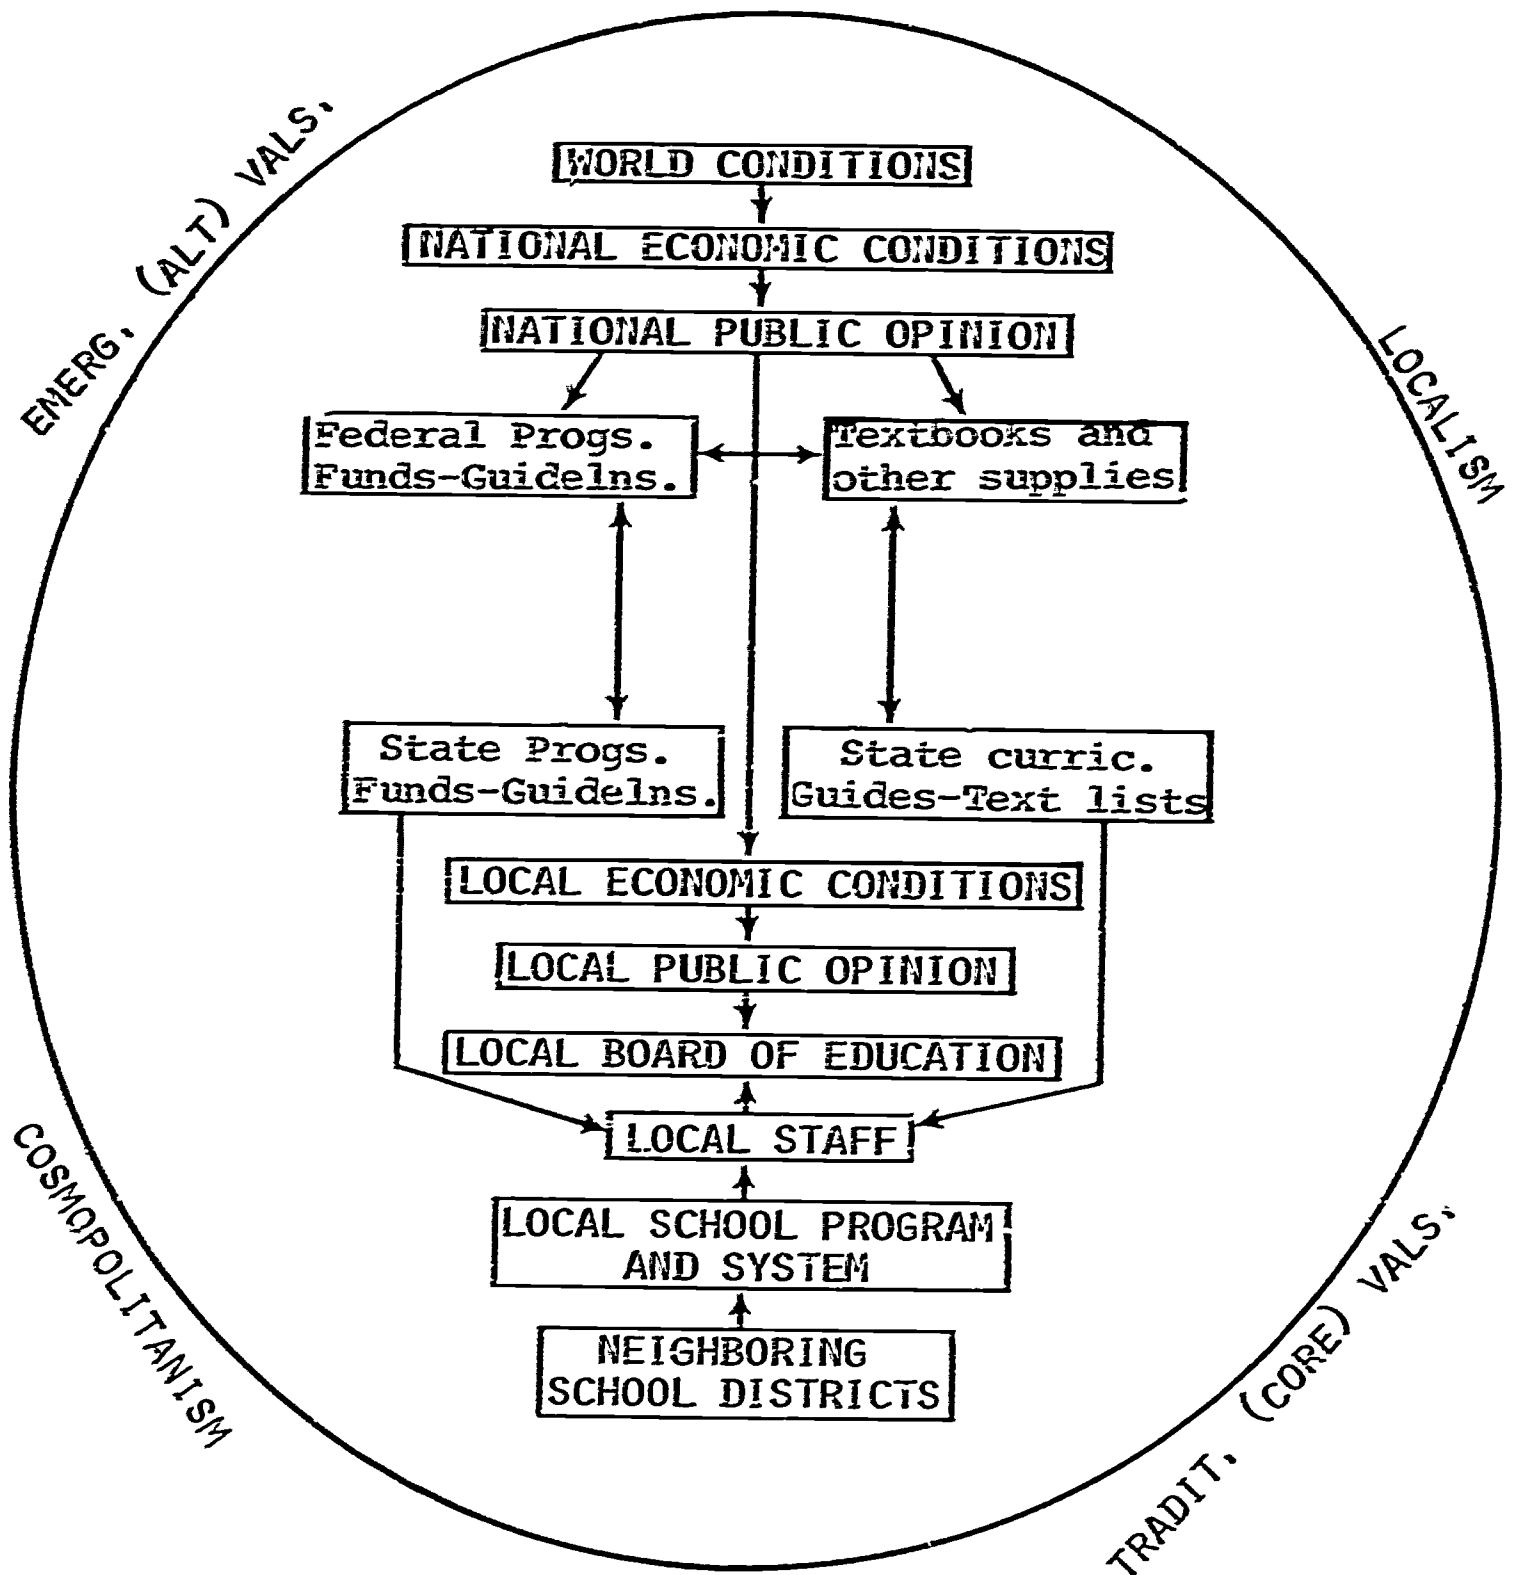 EMERG. (ALT) VALS.
LOCALISM
WORLD CONDITIONS
NATIONAL ECONOMIC CONDITIONS
NATIONAL PUBLIC OPINION
Federal Progs.
Funds-Guidelns.
Textbooks and
other supplies
State Progs.
Funds-Guidelns.
State curric.
Guides-Text lists
LOCAL ECONOMIC CONDITIONS
LOCAL PUBLIC OPINION
LOCAL BOARD OF EDUCATION
LOCAL STAFF
LOCAL SCHOOL PROGRAM
AND SYSTEM
NEIGHBORING
SCHOOL DISTRICTS
COSMOPOLITANISM
TRADIT. (CORE) VALS.